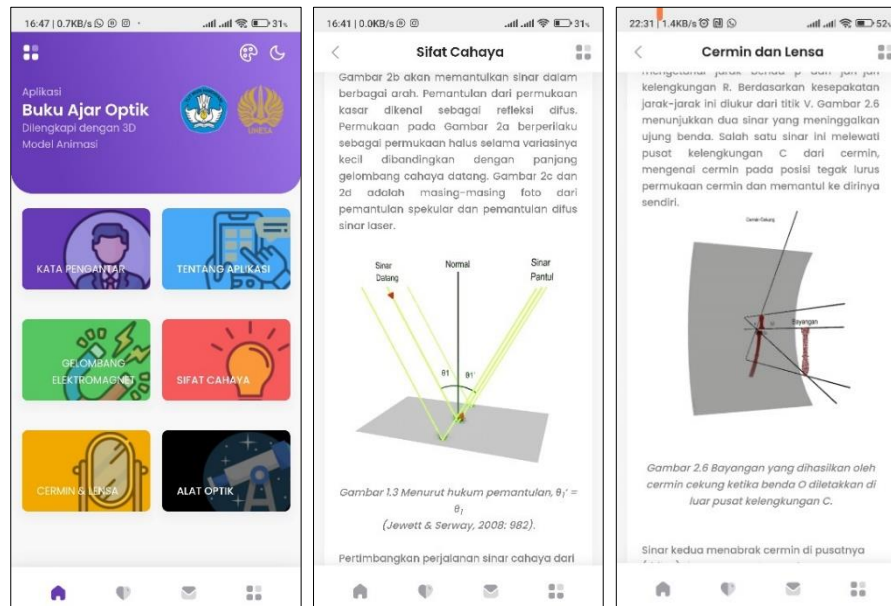 16:47 | 0.7KB/s
31
Aplikasi
Buku Ajar Optik
Dilengkapi dengan 3D
Model Animasi
UNESA
KATA PENGANTAR
TENTANG APLIKASI
GELOMBANG
ELEKTROMAGNET
SIFAT CAHAYA
CERMIN & LENSA
ALAT OPTIK
16:41 | 0.0KB/s
31
Sifat Cahaya
Gambar 2b akan memantulkan sinar dalam
berbagai arah. Pemantulan dari permukaan
kasar dikenal sebagai refleksi difus.
Permukaan pada Gambar 2a berperilaku
sebagai permukaan halus selama variasinya
kecil dibandingkan dengan panjang
gelombang cahaya datang. Gambar 2c dan
2d adalah masing-masing foto dari
pemantulan spekular dan pemantulan difus
sinar laser.
Sinar
Datang
Normal
Sinar
Pantul
θ1
θ1'
Gambar 1.3 Menurut hukum pemantulan, θ₁' =
θ₁
(Jewett & Serway, 2008: 982).
Pertimbangkan perjalanan sinar cahaya dari
22:31 | 1.4KB/s
52
Cermin dan Lensa
mengetahui jarak benda p dan jari-jari
kelengkungan R. Berdasarkan kesepakatan
jarak-jarak ini diukur dari titik V. Gambar 2.6
menunjukkan dua sinar yang meninggalkan
ujung benda. Salah satu sinar ini melewati
pusat kelengkungan C dari cermin,
mengenai cermin pada posisi tegak lurus
permukaan cermin dan memantul ke dirinya
sendiri.
Cermin Cekung
Bayangan
Gambar 2.6 Bayangan yang dihasilkan oleh
cermin cekung ketika benda O diletakkan di
luar pusat kelengkungan C.
Sinar kedua menabrak cermin di pusatnya